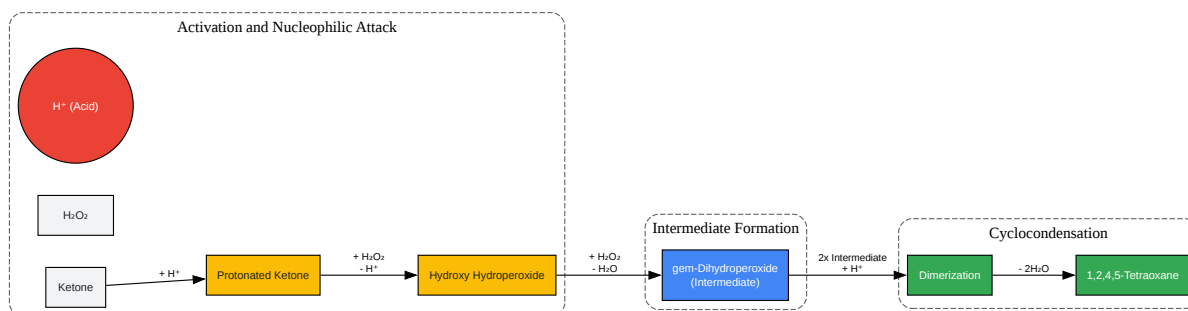 Activation and Nucleophilic Attack
H⁺ (Acid)
H₂O₂
Ketone
+ H⁺
Protonated Ketone
+ H₂O₂
- H⁺
Hydroxy Hydroperoxide
+ H₂O₂
- H₂O
Intermediate Formation
gem-Dihydroperoxide
(Intermediate)
2x Intermediate
+ H⁺
Cyclocondensation
Dimerization
- 2H₂O
1,2,4,5-Tetraoxane